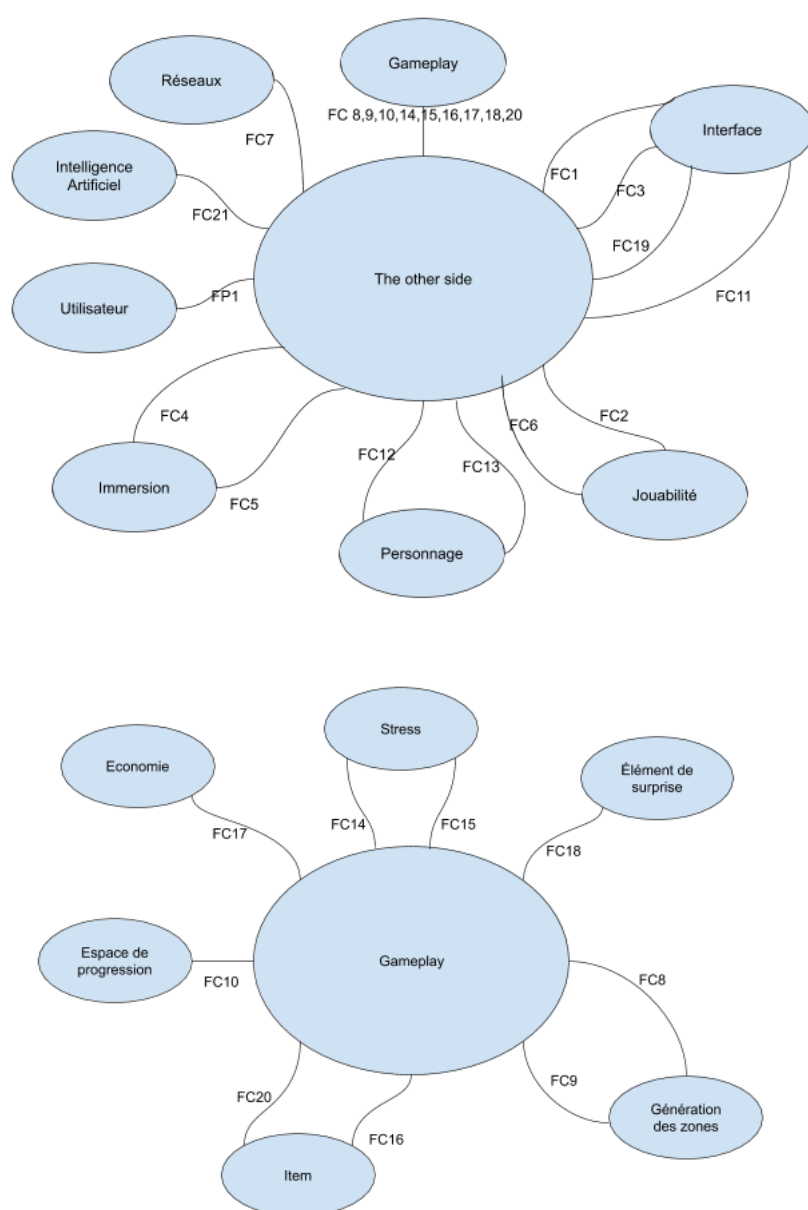 Gameplay
Réseaux
FC 8,9,10,14,15,16,17,18,20
Interface
FC7
FC1
Intelligence
Artificiel
FC3
FC21
FC19
The other side
FP1
Utilisateur
FC11
FC4
FC2
FC6
FC12
FC13
Immersion
FC5
Jouabilité
Personnage
Stress
Economie
Élément de
surprise
FC14
FC15
FC17
FC18
Espace de
progression
Gameplay
FC10
FC8
FC9
FC20
Génération
des zones
FC16
Item